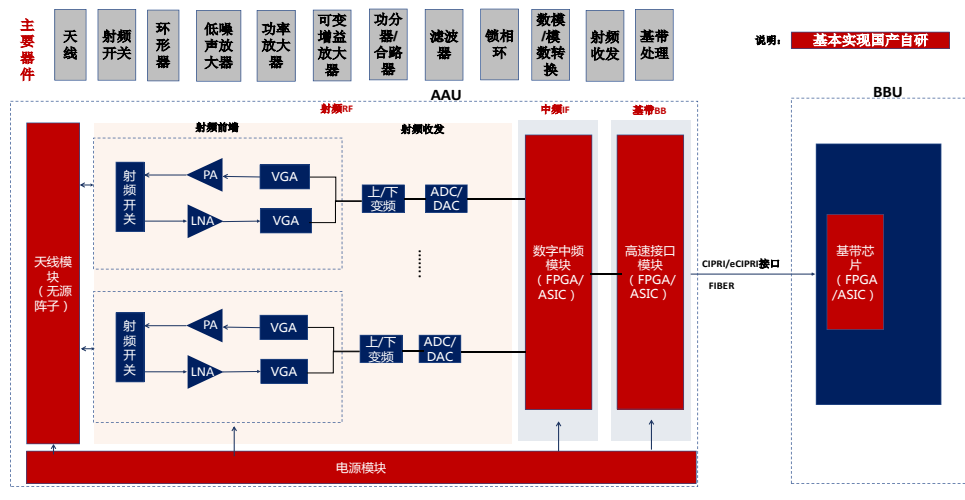 主要器件
天线
射频
开关
环形器
低噪
声放
大器
功率
放大
器
可变
增益
放大
器
功分
器/
合路
器
滤波
器
锁相
环
数模
/模
数转
换
射频
收发
基带
处理
说明：
基本实现国产自研
AAU
BBU
射频RF
中频IF
基带BB
射频前端
射频收发
天线模
块
（无源
阵子）
射频开关
PA
VGA
LNA
VGA
上/下
变频
ADC/
DAC
……
射频开关
PA
VGA
LNA
VGA
上/下
变频
ADC/
DAC
数字中频
模块
（FPGA/
ASIC）
高速接口
模块
（FPGA/
ASIC）
CIPRI/eCIPRI接口
FIBER
基带芯
片
（FPGA
/ASIC）
电源模块